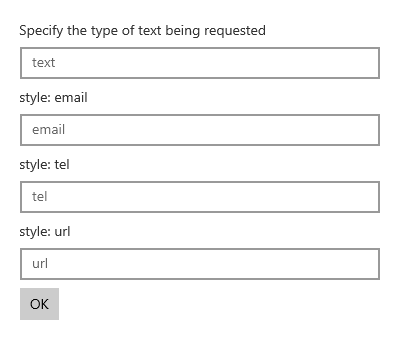 Specify the type of text being requested
text
style: email
email
style: tel
tel
style: url
url
OK